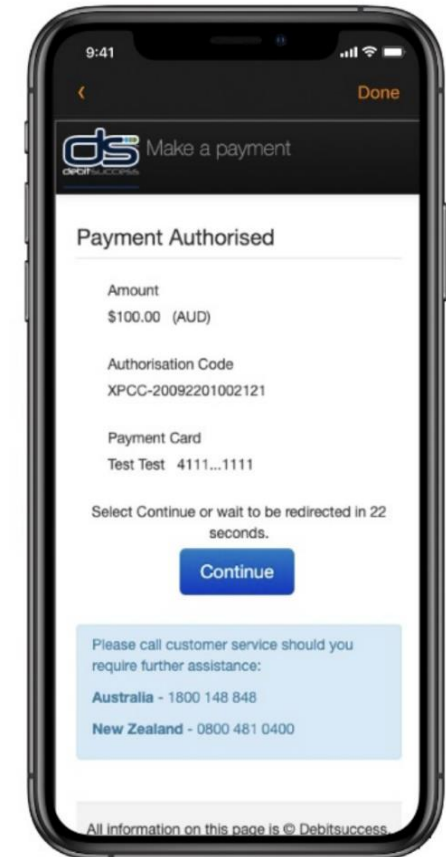 9:41
Done
ds
debitsuccess
Make a payment
Payment Authorised
Amount
$100.00 (AUD)
Authorisation Code
XPCC-20092201002121
Payment Card
Test Test 4111...1111
Select Continue or wait to be redirected in 22
seconds.
Continue
Please call customer service should you
require further assistance:
Australia - 1800 148 848
New Zealand - 0800 481 0400
All information on this page is © Debitsuccess.